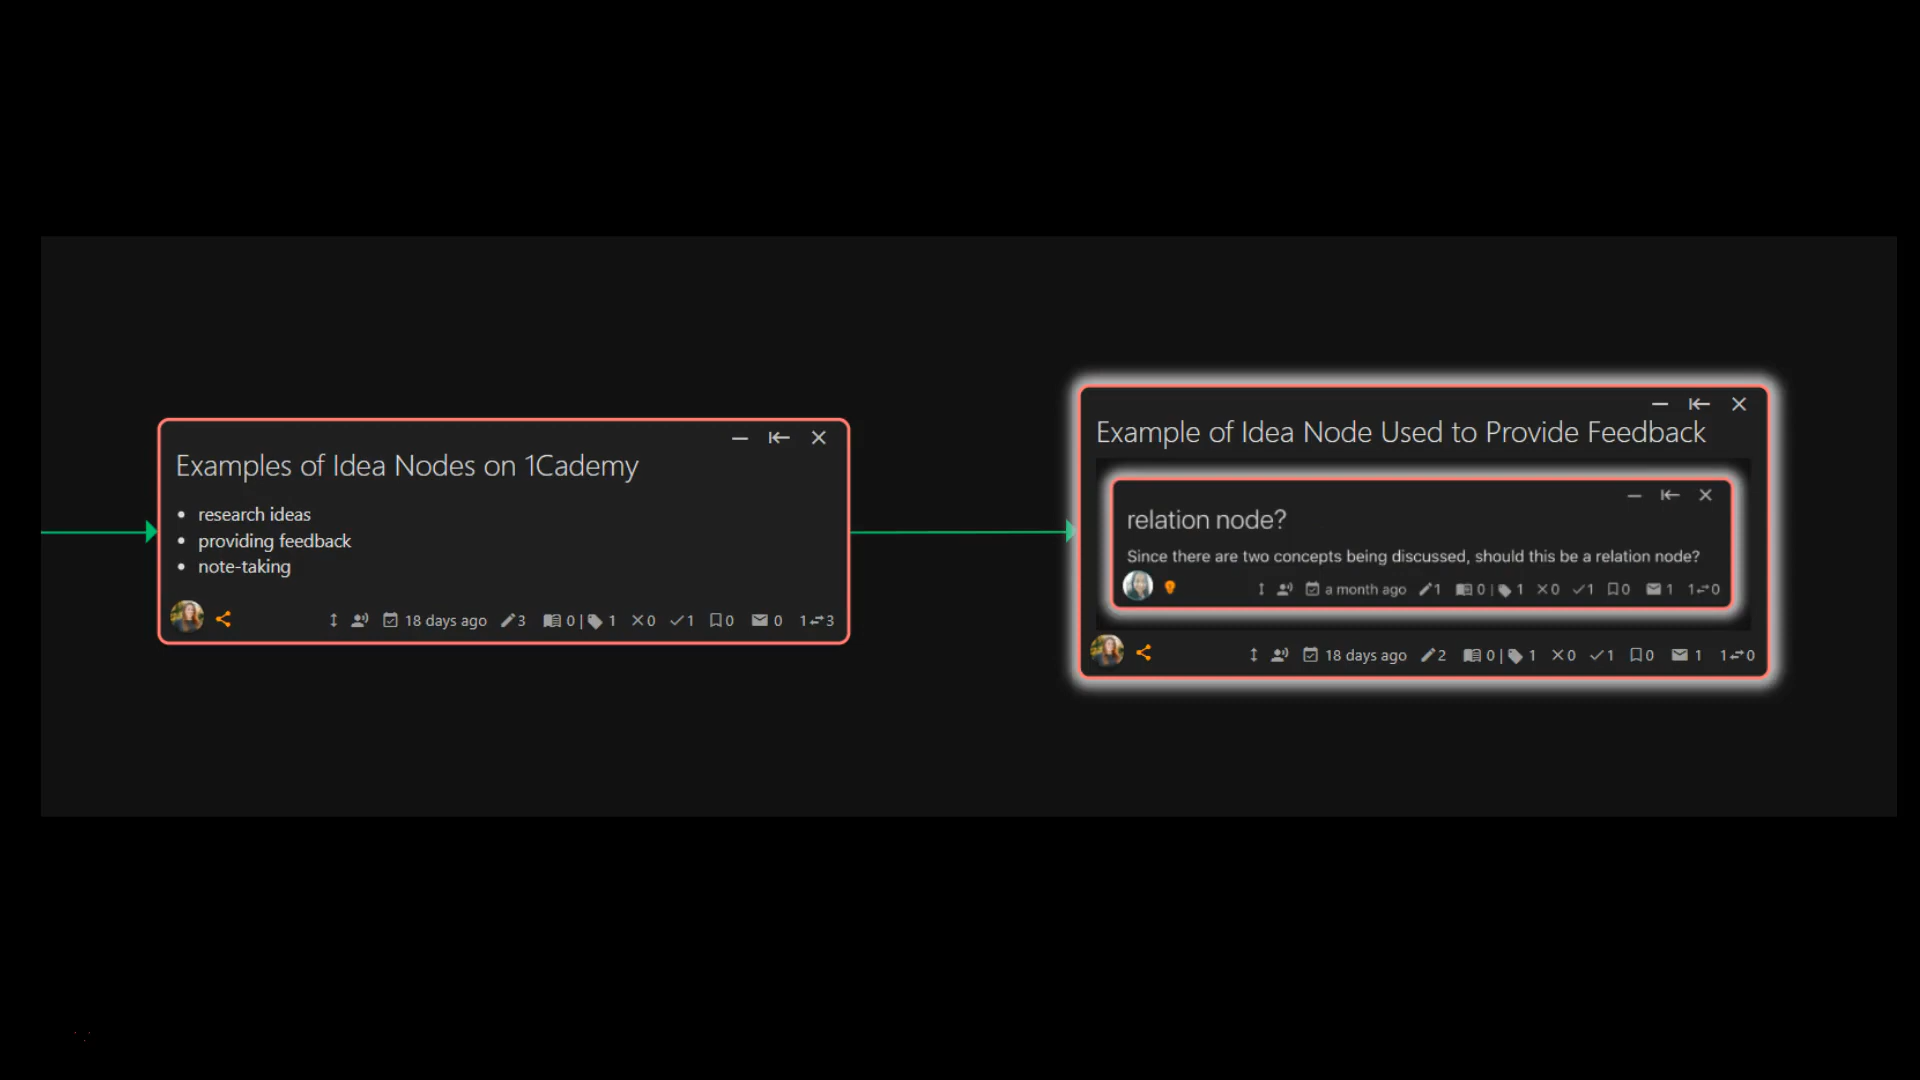 Examples of Idea Nodes on 1Cademy
• research ideas
• providing feedback
• note-taking
18 days ago 3 0 | 1 0 1 0 0 1 3
Example of Idea Node Used to Provide Feedback
relation node?
Since there are two concepts being discussed, should this be a relation node?
a month ago 1 0 | 1 0 1 0 1 1 0
18 days ago 2 0 | 1 0 1 0 1 1 0